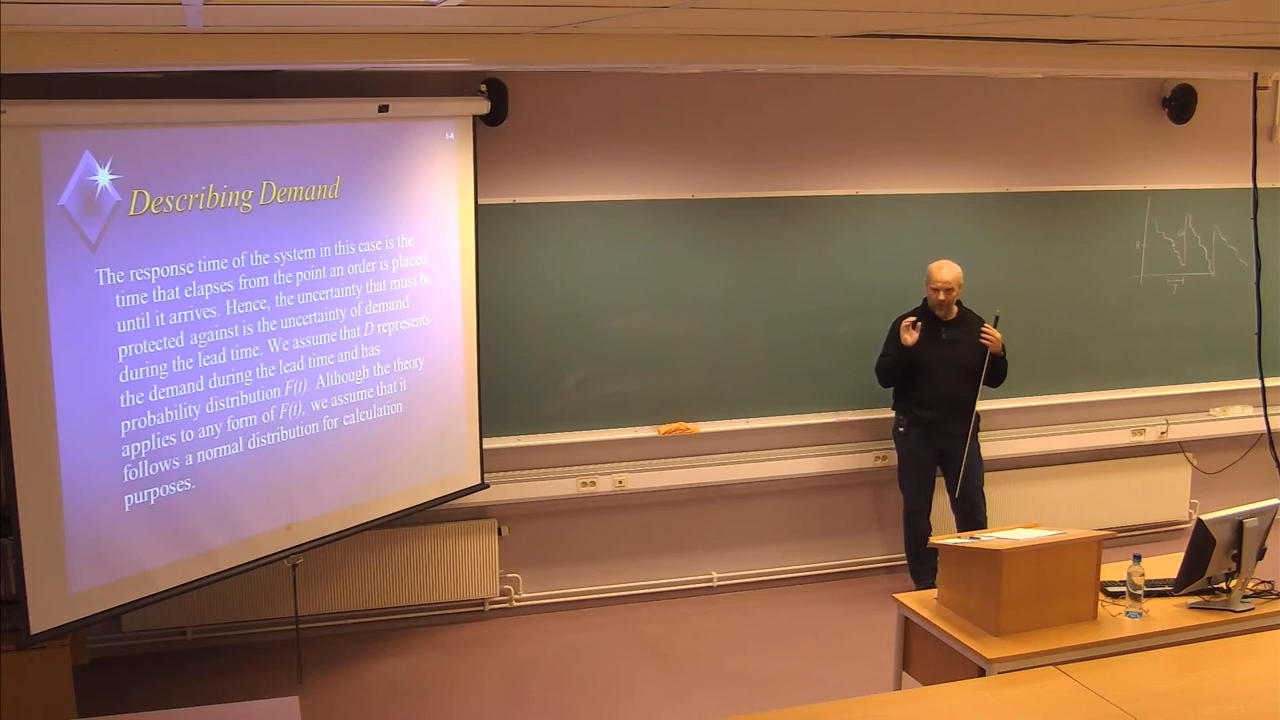 5-8
Describing Demand
The response time of the system in this case is the
time that elapses from the point an order is placed
until it arrives. Hence, the uncertainty that must be
protected against is the uncertainty of demand
during the lead time. We assume that D represents
the demand during the lead time and has
probability distribution F(t). Although the theory
applies to any form of F(t), we assume that it
follows a normal distribution for calculation
purposes.